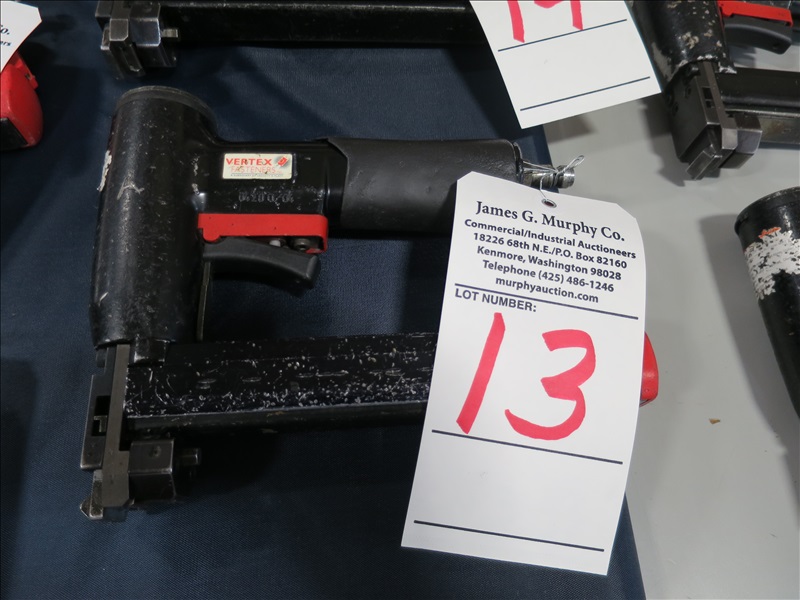 14
VERTEX
FASTENERS
James G. Murphy Co.
Commercial/Industrial Auctioneers
18226 68th N.E./P.O. Box 82160
Kenmore, Washington 98028
Telephone (425) 486-1246
murphyauction.com
LOT NUMBER:
13